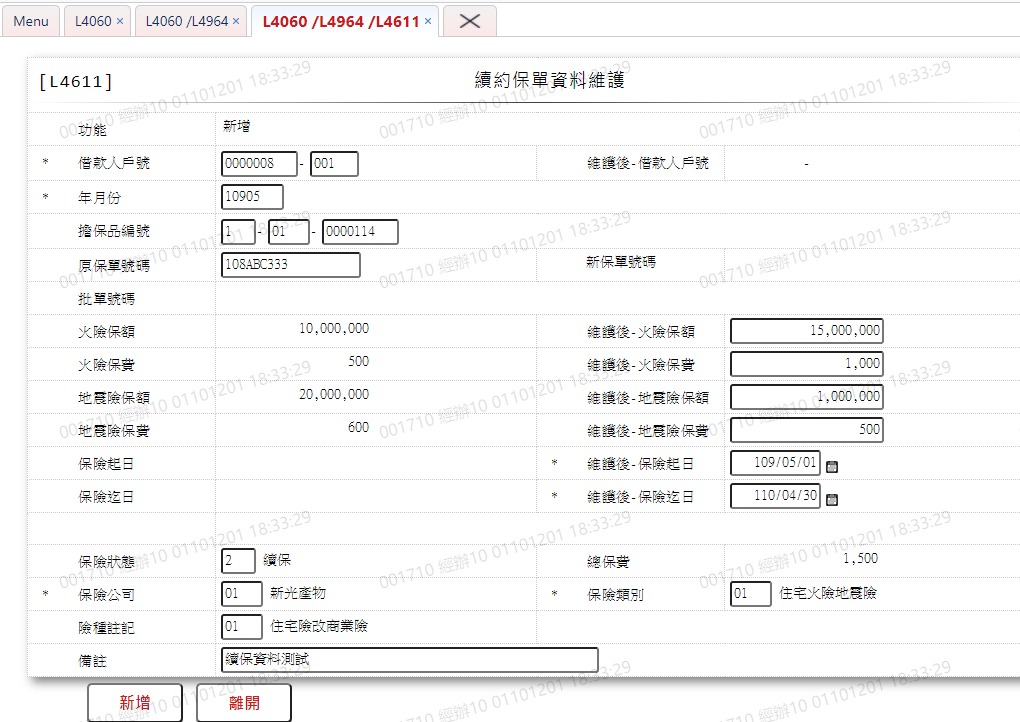 Menu L4060 × L4060 /L4964 × L4060 /L4964 /L4611 ×
[L4611] 續約保單資料維護
功能 新增
* 借款人戶號 0000008 - 001 維護後-借款人戶號 -
* 年月份 10905
擔保品編號 1 - 01 - 0000114
原保單號碼 108ABC333 新保單號碼
批單號碼
火險保額 10,000,000 維護後-火險保額 15,000,000
火險保費 500 維護後-火險保費 1,000
地震險保額 20,000,000 維護後-地震險保額 1,000,000
地震險保費 600 維護後-地震險保費 500
保險起日 * 維護後-保險起日 109/05/01
保險迄日 * 維護後-保險迄日 110/04/30
保險狀態 2 續保 總保費 1,500
* 保險公司 01 新光產物 * 保險類別 01 住宅火險地震險
險種註記 01 住宅險改商業險
備註 續保資料測試
新增 離開
001710 經辦10 01101201 18:33:29